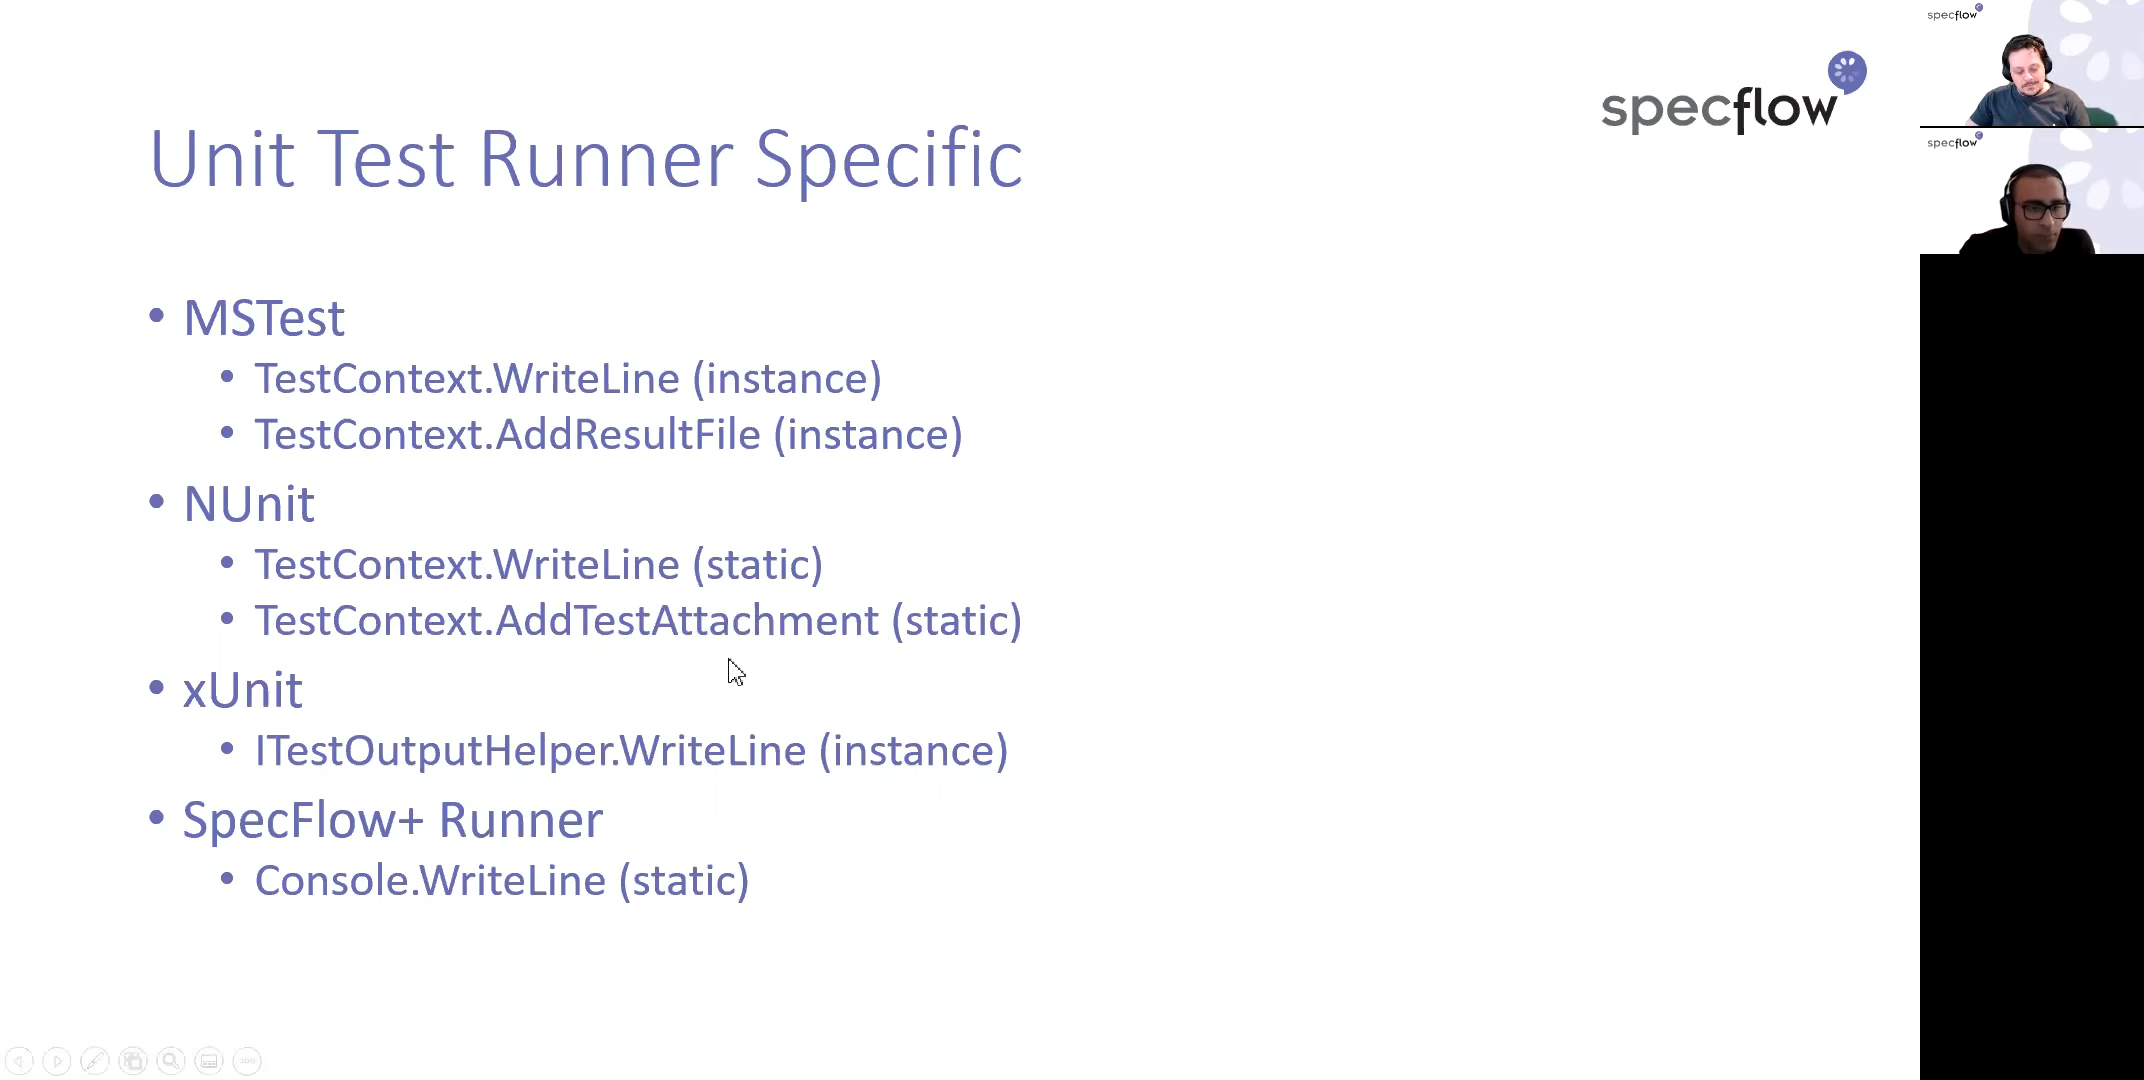 specflow
specflow
specflow
Unit Test Runner Specific
• MSTest
• TestContext.WriteLine (instance)
• TestContext.AddResultFile (instance)
• NUnit
• TestContext.WriteLine (static)
• TestContext.AddTestAttachment (static)
• xUnit
• ITestOutputHelper.WriteLine (instance)
• SpecFlow+ Runner
• Console.WriteLine (static)